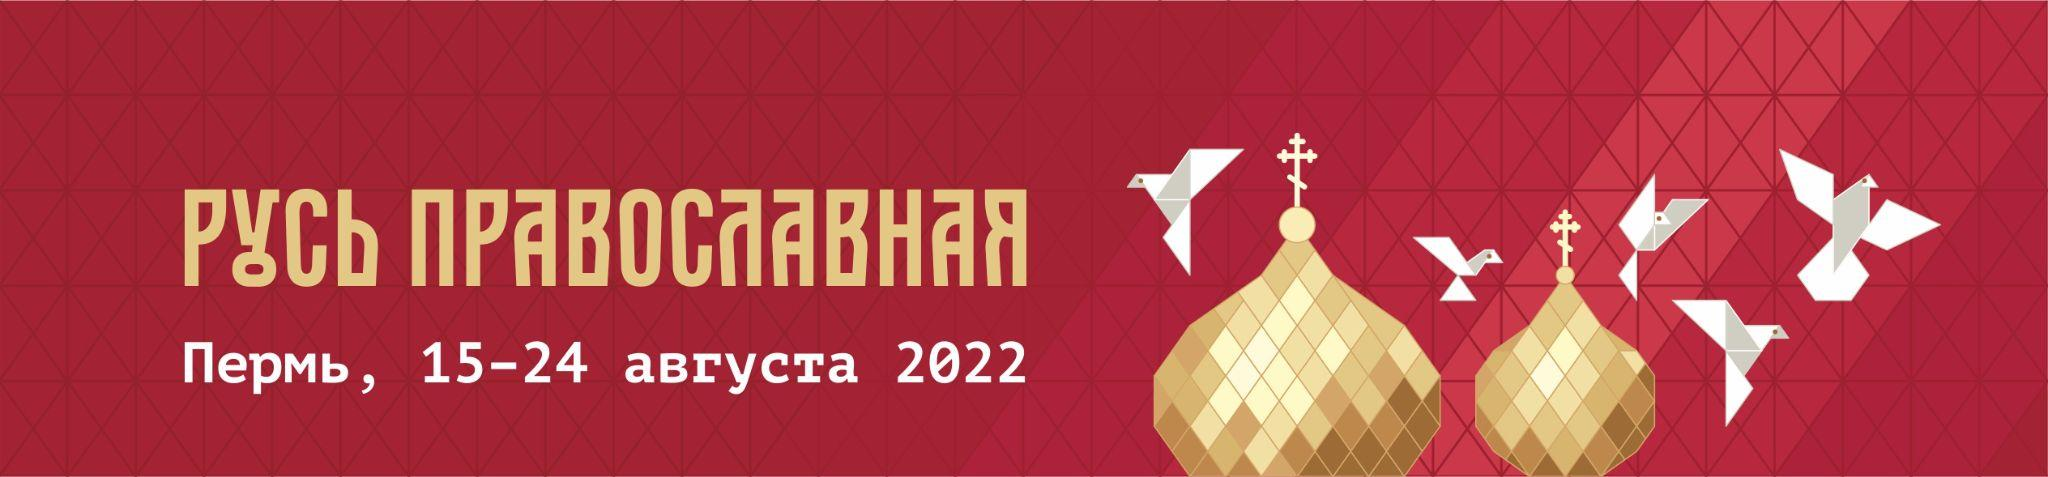 РУСЬ ПРАВОСЛАВНАЯ
Пермь, 15–24 августа 2022